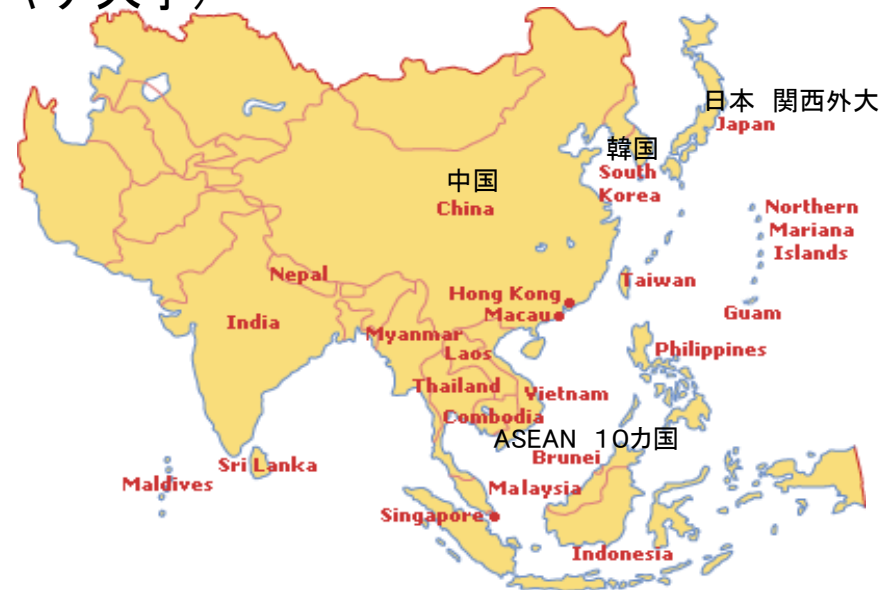 日本 関西外大
Japan
韓国
South
Korea
中国
China
Northern
Mariana
Islands
Nepal
Taiwan
Hong Kong
Macau
Guam
India
Myanmar
Laos
Philippines
Thailand
Vietnam
Combodia
ASEAN 10カ国
Brunei
Sri Lanka
Maldives
Malaysia
Singapore
Indonesia